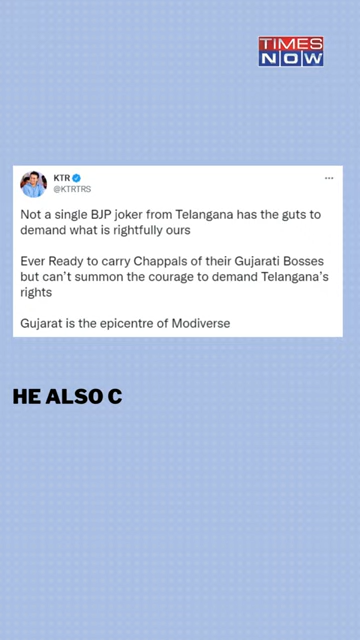 TIMES
NOW
KTR
@KTRTRS
Not a single BJP joker from Telangana has the guts to
demand what is rightfully ours
Ever Ready to carry Chappals of their Gujarati Bosses
but can't summon the courage to demand Telangana's
rights
Gujarat is the epicentre of Modiverse
HE ALSO C